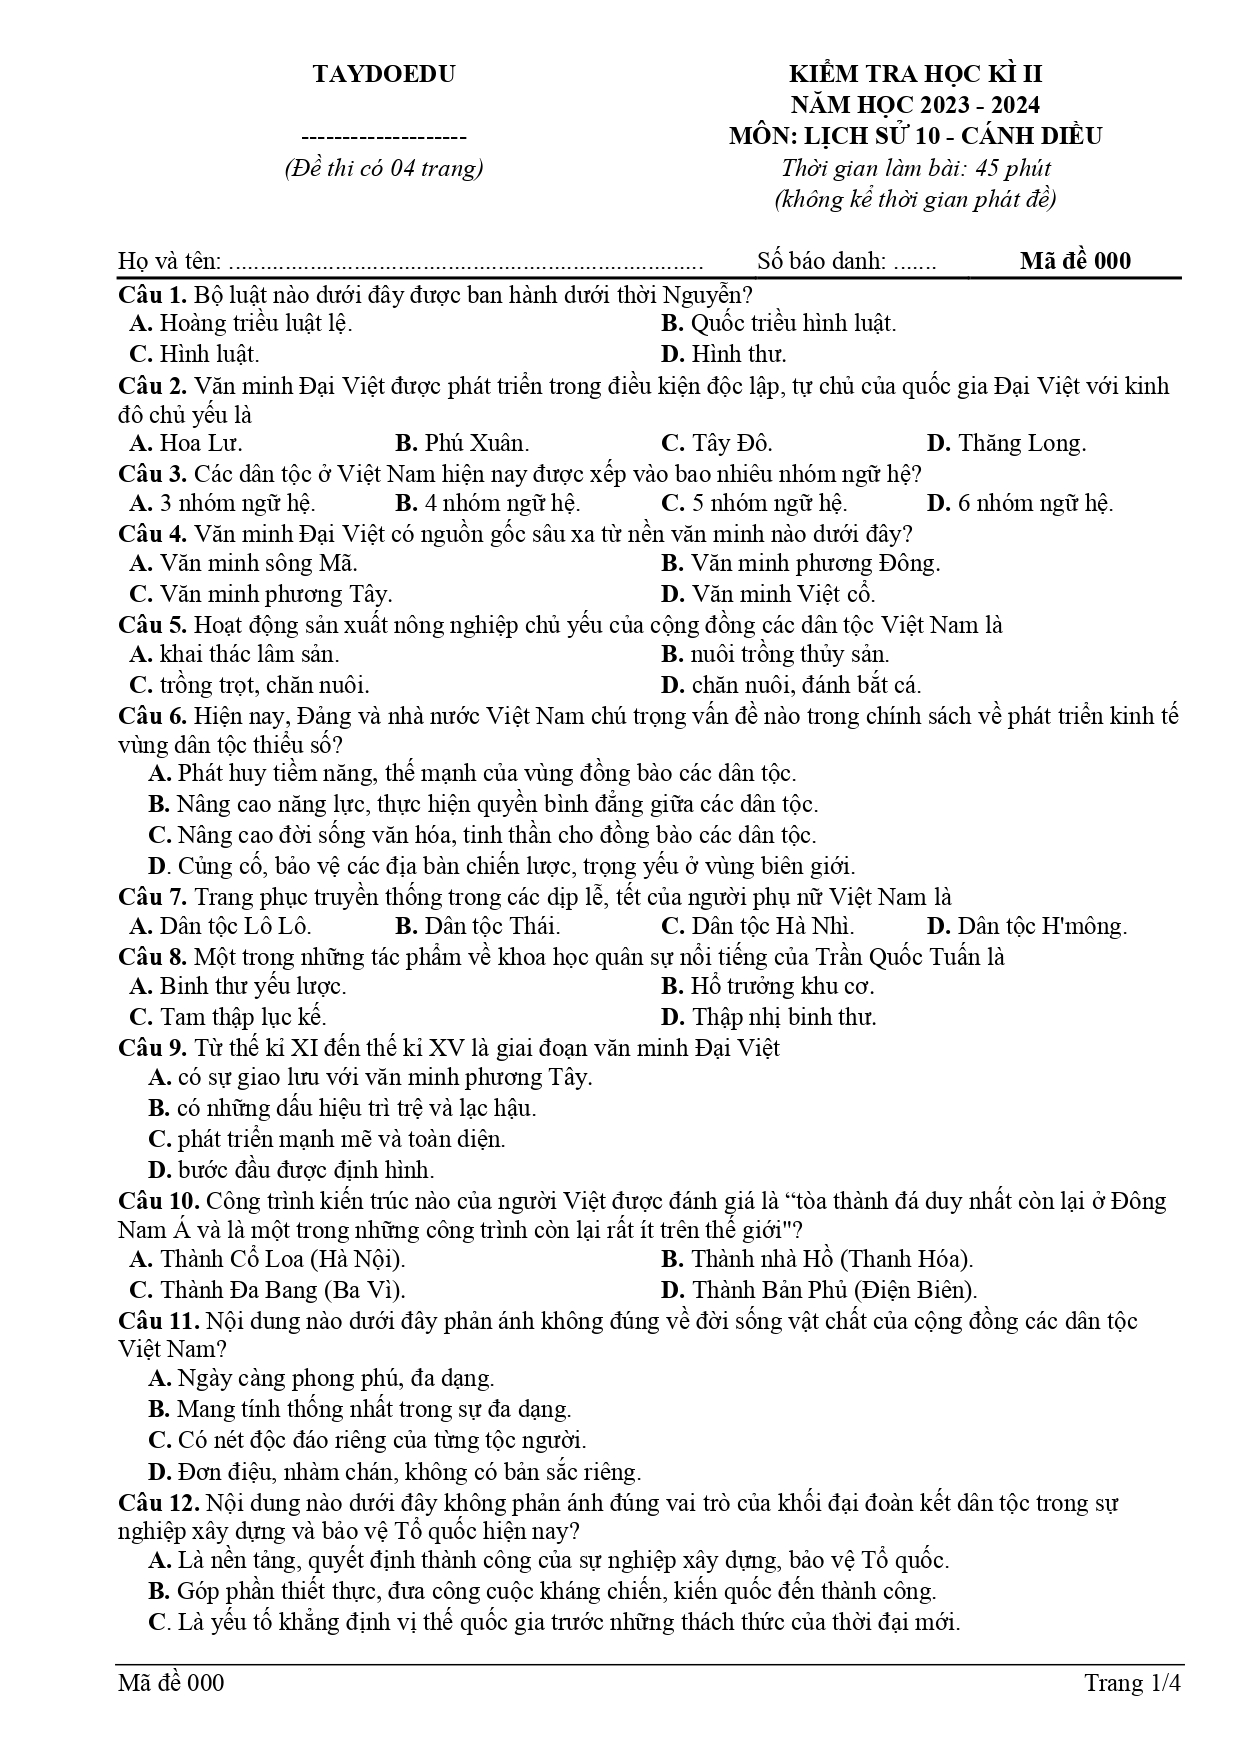 TAYDOEDU
--------------------
(Đề thi có 04 trang)
KIỂM TRA HỌC KÌ II
NĂM HỌC 2023 - 2024
MÔN: LỊCH SỬ 10 - CÁNH DIỀU
Thời gian làm bài: 45 phút
(không kể thời gian phát đề)
Họ và tên: ............................................................................ Số báo danh: ....... Mã đề 000
Câu 1. Bộ luật nào dưới đây được ban hành dưới thời Nguyễn?
A. Hoàng triều luật lệ. B. Quốc triều hình luật.
C. Hình luật. D. Hình thư.
Câu 2. Văn minh Đại Việt được phát triển trong điều kiện độc lập, tự chủ của quốc gia Đại Việt với kinh
đô chủ yếu là
A. Hoa Lư. B. Phú Xuân. C. Tây Đô. D. Thăng Long.
Câu 3. Các dân tộc ở Việt Nam hiện nay được xếp vào bao nhiêu nhóm ngữ hệ?
A. 3 nhóm ngữ hệ. B. 4 nhóm ngữ hệ. C. 5 nhóm ngữ hệ. D. 6 nhóm ngữ hệ.
Câu 4. Văn minh Đại Việt có nguồn gốc sâu xa từ nền văn minh nào dưới đây?
A. Văn minh sông Mã. B. Văn minh phương Đông.
C. Văn minh phương Tây. D. Văn minh Việt cổ.
Câu 5. Hoạt động sản xuất nông nghiệp chủ yếu của cộng đồng các dân tộc Việt Nam là
A. khai thác lâm sản. B. nuôi trồng thủy sản.
C. trồng trọt, chăn nuôi. D. chăn nuôi, đánh bắt cá.
Câu 6. Hiện nay, Đảng và nhà nước Việt Nam chú trọng vấn đề nào trong chính sách về phát triển kinh tế
vùng dân tộc thiểu số?
A. Phát huy tiềm năng, thế mạnh của vùng đồng bào các dân tộc.
B. Nâng cao năng lực, thực hiện quyền bình đẳng giữa các dân tộc.
C. Nâng cao đời sống văn hóa, tinh thần cho đồng bào các dân tộc.
D. Củng cố, bảo vệ các địa bàn chiến lược, trọng yếu ở vùng biên giới.
Câu 7. Trang phục truyền thống trong các dịp lễ, tết của người phụ nữ Việt Nam là
A. Dân tộc Lô Lô. B. Dân tộc Thái. C. Dân tộc Hà Nhì. D. Dân tộc H'mông.
Câu 8. Một trong những tác phẩm về khoa học quân sự nổi tiếng của Trần Quốc Tuấn là
A. Binh thư yếu lược. B. Hổ trưởng khu cơ.
C. Tam thập lục kế. D. Thập nhị binh thư.
Câu 9. Từ thế kỉ XI đến thế kỉ XV là giai đoạn văn minh Đại Việt
A. có sự giao lưu với văn minh phương Tây.
B. có những dấu hiệu trì trệ và lạc hậu.
C. phát triển mạnh mẽ và toàn diện.
D. bước đầu được định hình.
Câu 10. Công trình kiến trúc nào của người Việt được đánh giá là “tòa thành đá duy nhất còn lại ở Đông
Nam Á và là một trong những công trình còn lại rất ít trên thế giới"?
A. Thành Cổ Loa (Hà Nội). B. Thành nhà Hồ (Thanh Hóa).
C. Thành Đa Bang (Ba Vì). D. Thành Bản Phủ (Điện Biên).
Câu 11. Nội dung nào dưới đây phản ánh không đúng về đời sống vật chất của cộng đồng các dân tộc
Việt Nam?
A. Ngày càng phong phú, đa dạng.
B. Mang tính thống nhất trong sự đa dạng.
C. Có nét độc đáo riêng của từng tộc người.
D. Đơn điệu, nhàm chán, không có bản sắc riêng.
Câu 12. Nội dung nào dưới đây không phản ánh đúng vai trò của khối đại đoàn kết dân tộc trong sự
nghiệp xây dựng và bảo vệ Tổ quốc hiện nay?
A. Là nền tảng, quyết định thành công của sự nghiệp xây dựng, bảo vệ Tổ quốc.
B. Góp phần thiết thực, đưa công cuộc kháng chiến, kiến quốc đến thành công.
C. Là yếu tố khẳng định vị thế quốc gia trước những thách thức của thời đại mới.
Mã đề 000 Trang 1/4